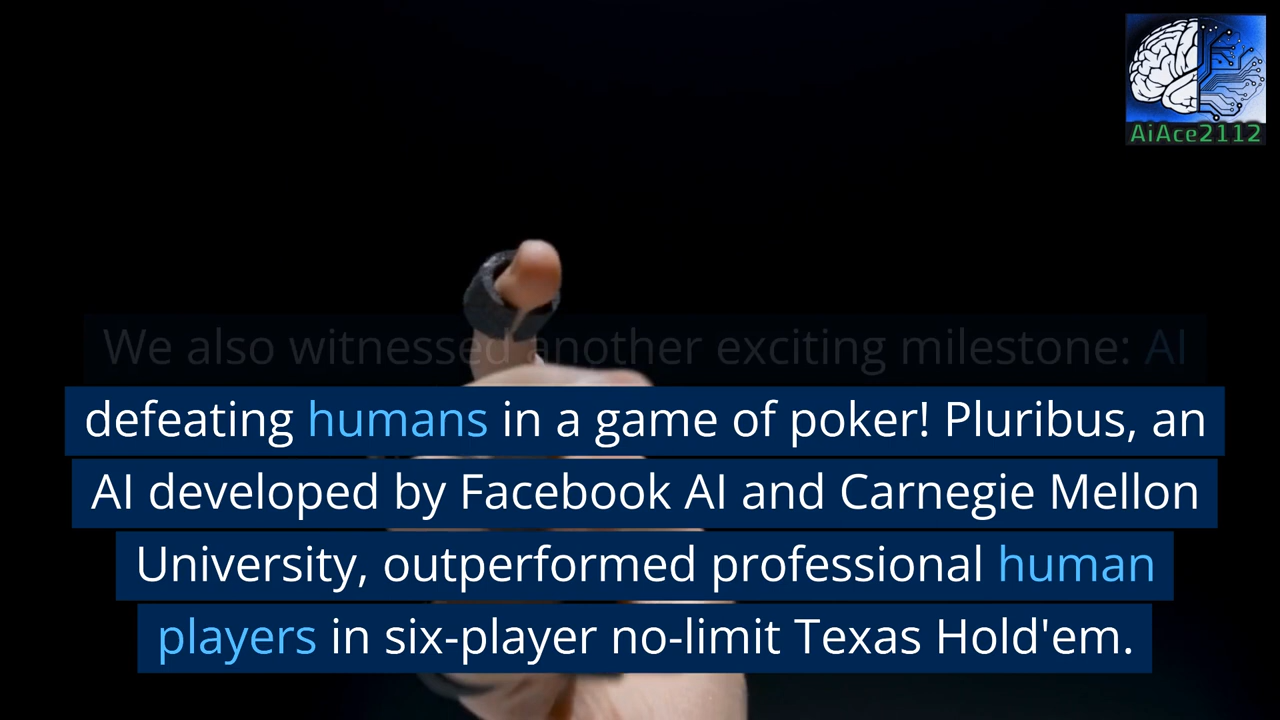 AiAce2112
We also witnessed another exciting milestone: AI
defeating humans in a game of poker! Pluribus, an
AI developed by Facebook AI and Carnegie Mellon
University, outperformed professional human
players in six-player no-limit Texas Hold'em.